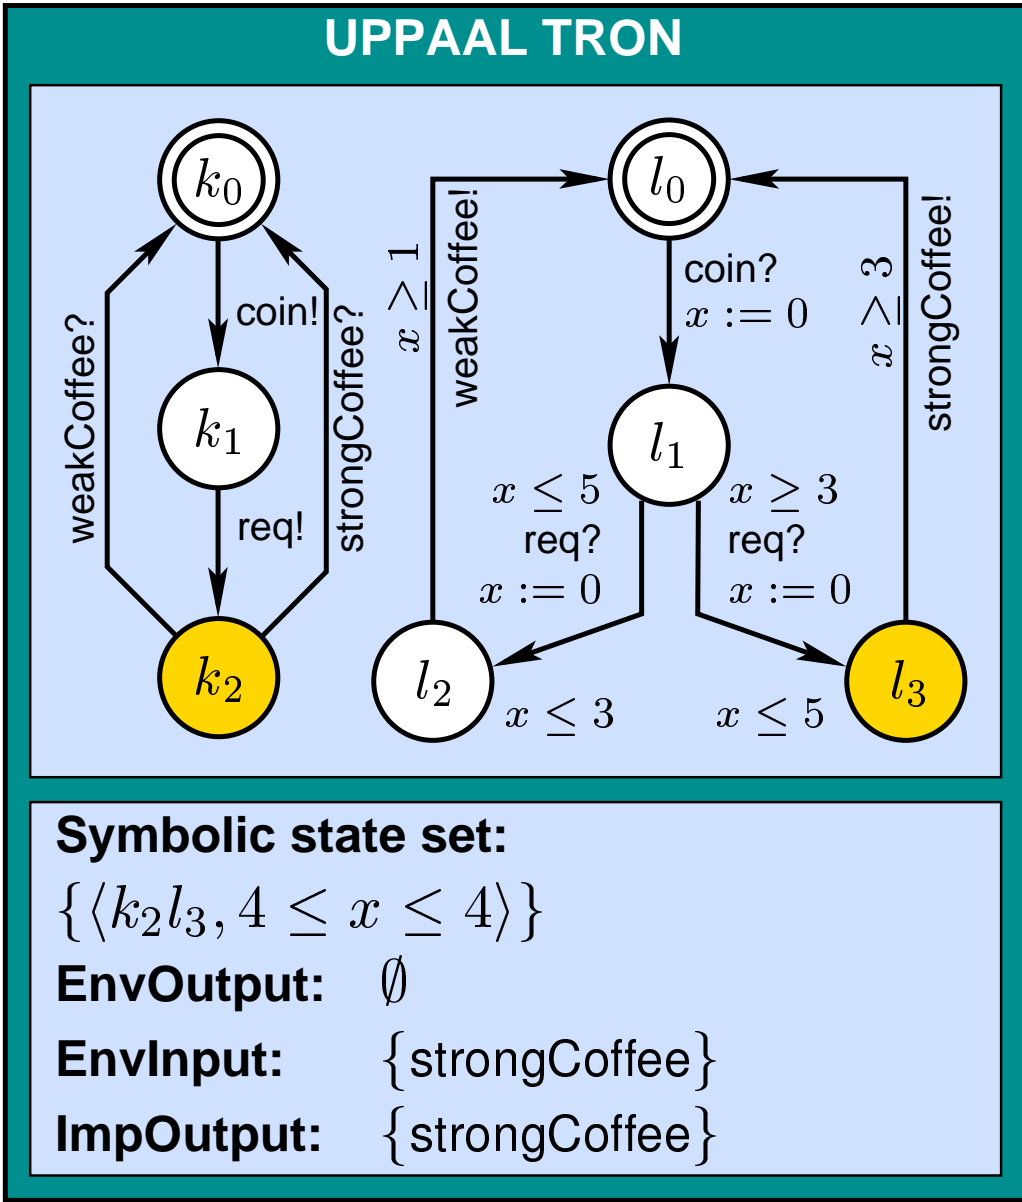 UPPAAL TRON
k₀
coin!
weakCoffee?
strongCoffee?
k₁
req!
k₂
l₀
x ≥ 1
weakCoffee!
coin?
x := 0
x ≥ 3
strongCoffee!
l₁
x ≤ 5
req?
x := 0
x ≥ 3
req?
x := 0
l₂
x ≤ 3
x ≤ 5
l₃
Symbolic state set:
{⟨k₂l₃, 4 ≤ x ≤ 4⟩}
EnvOutput: ∅
EnvInput: {strongCoffee}
ImpOutput: {strongCoffee}